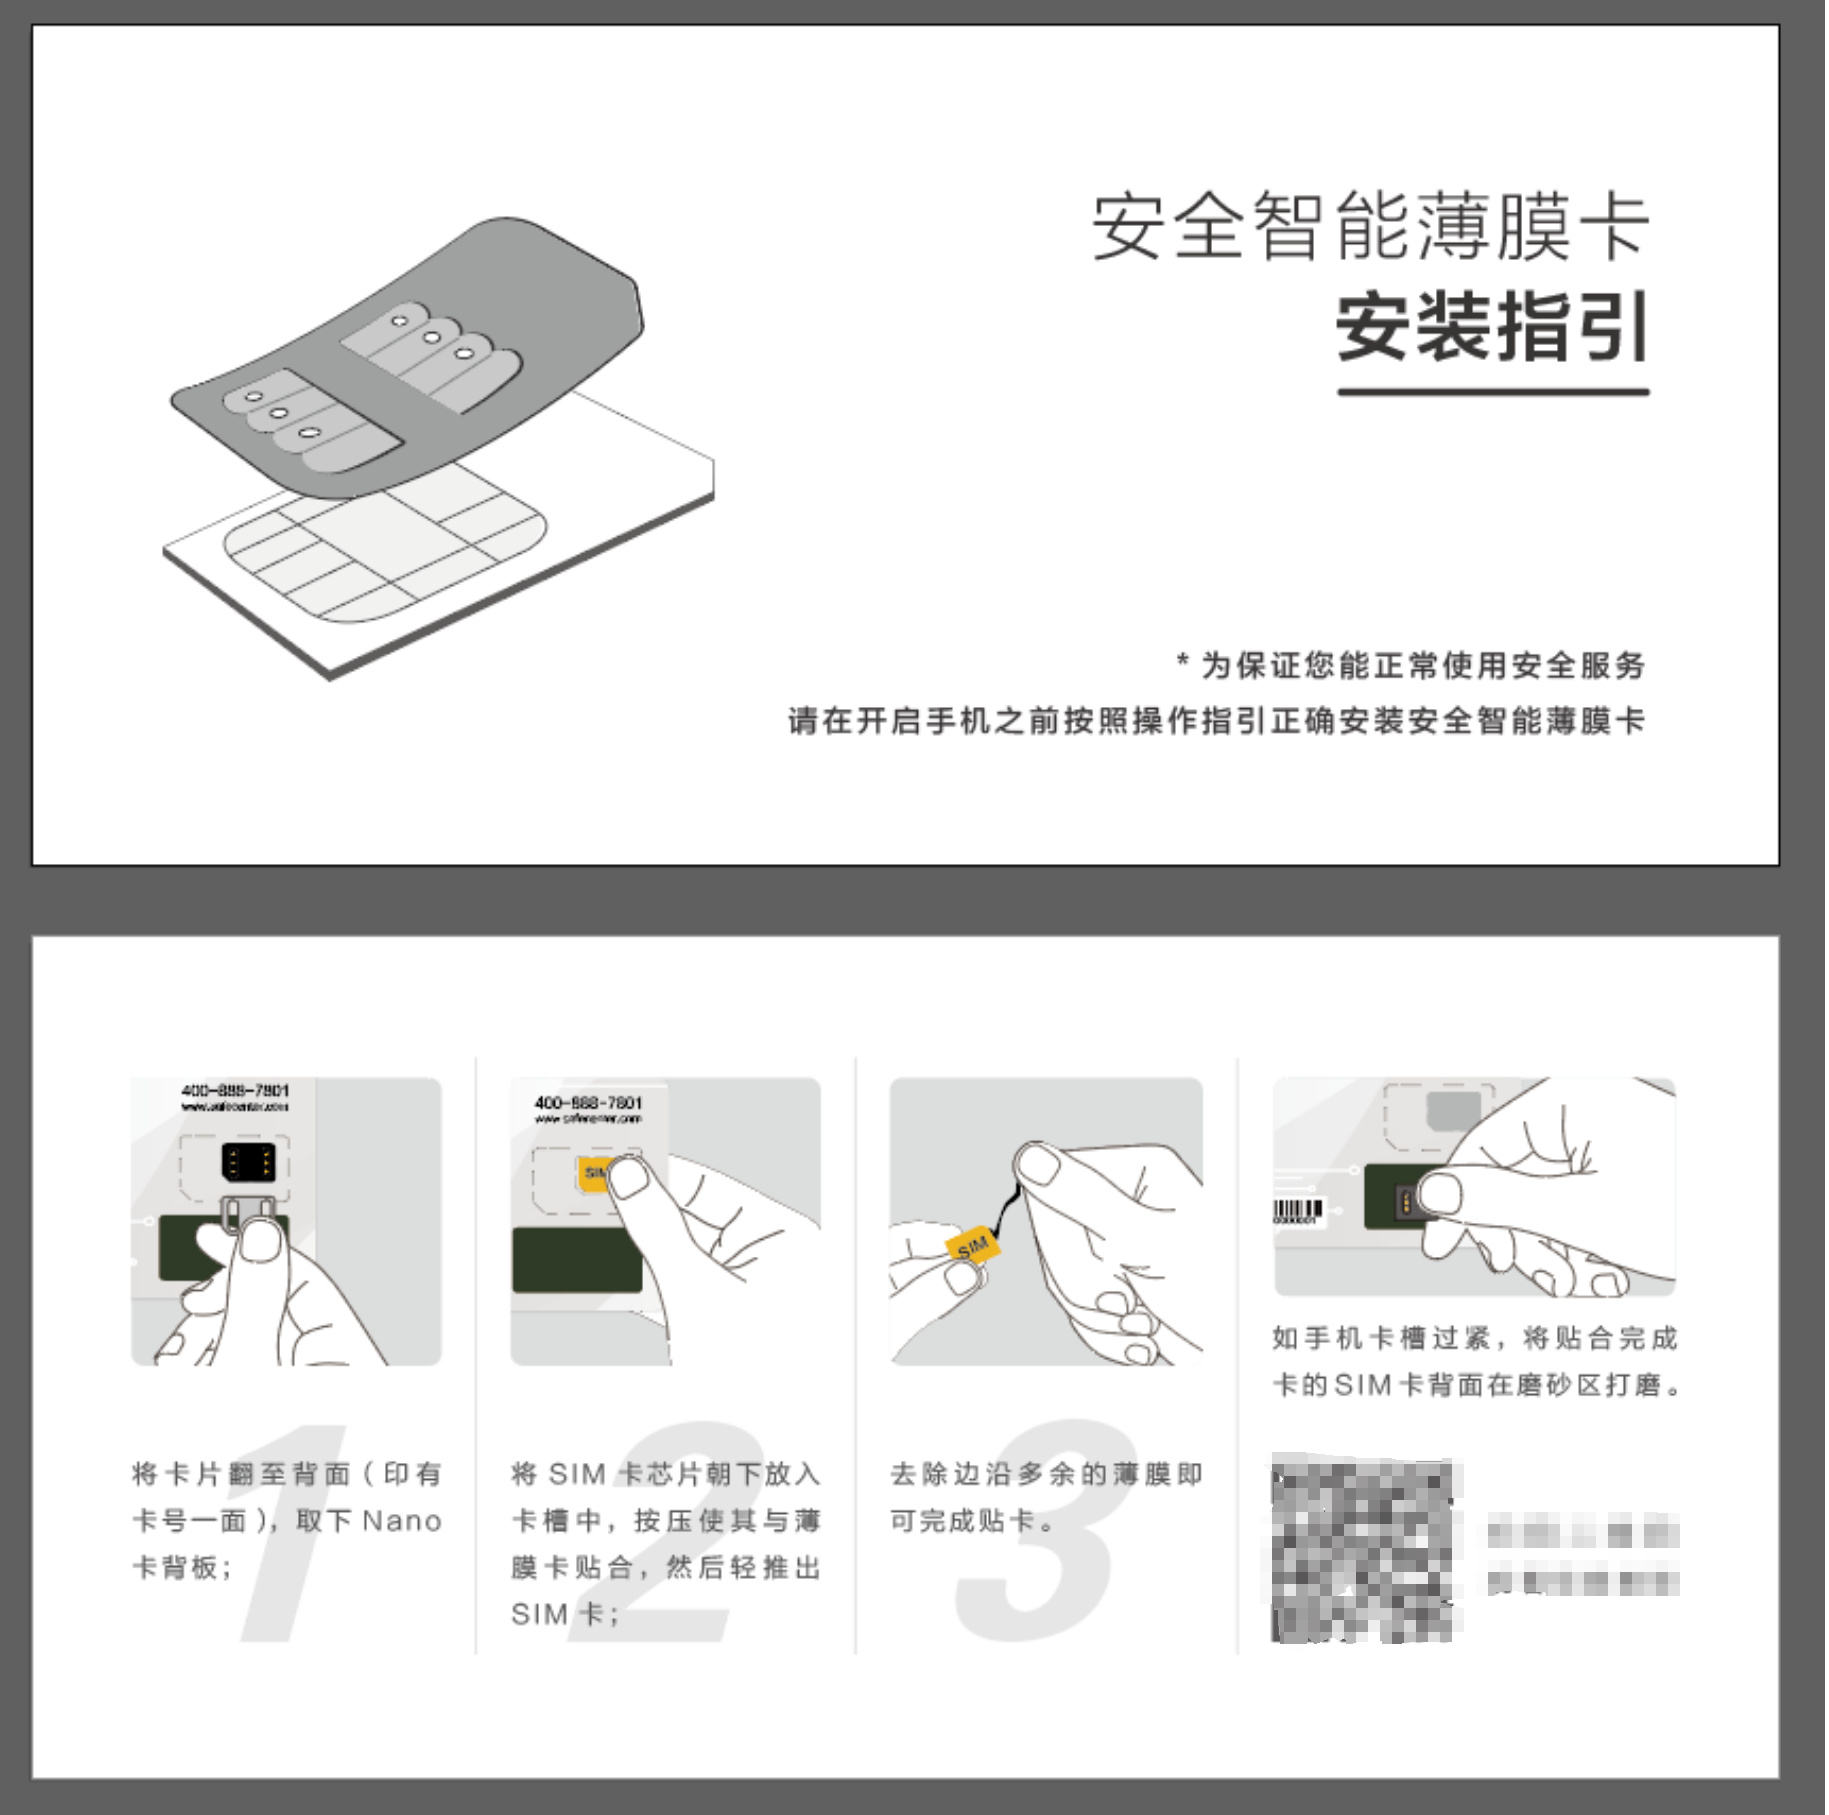 安全智能薄膜卡
安装指引
* 为保证您能正常使用安全服务
请在开启手机之前按照操作指引正确安装安全智能薄膜卡
400-888-7801
www.safecenter.com
400-888-7801
www.safecenter.com
SIM
SIM
00000001
如手机卡槽过紧，将贴合完成
卡的SIM卡背面在磨砂区打磨。
1
将卡片翻至背面（印有
卡号一面），取下 Nano
卡背板；
2
将 SIM 卡芯片朝下放入
卡槽中，按压使其与薄
膜卡贴合，然后轻推出
SIM 卡；
3
去除边沿多余的薄膜即
可完成贴卡。